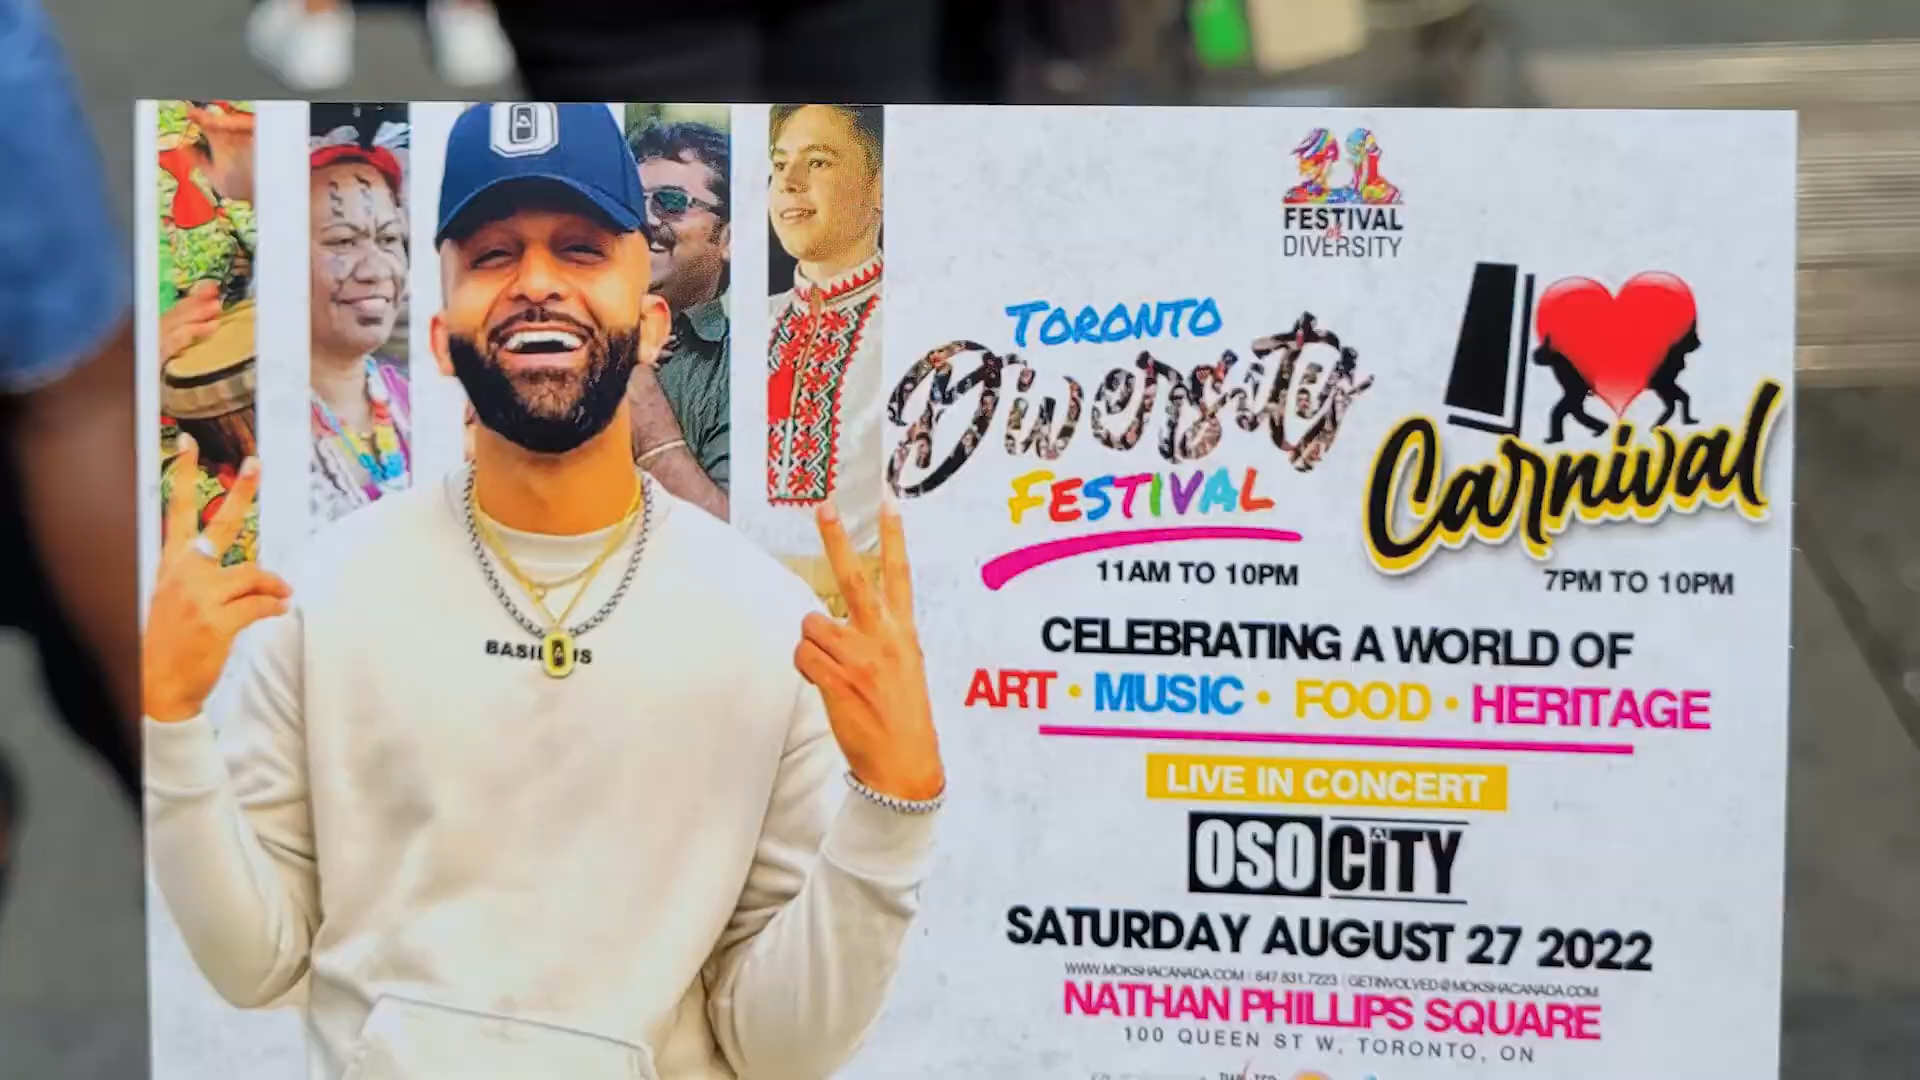 FESTIVAL
of
DIVERSITY
TORONTO
Diversity
FESTIVAL
11AM TO 10PM
I
Carnival
7PM TO 10PM
CELEBRATING A WORLD OF
ART · MUSIC · FOOD · HERITAGE
LIVE IN CONCERT
OSO CiTY
SATURDAY AUGUST 27 2022
WWW.MOKSHACANADA.COM | 647.831.7223 | GETINVOLVED@MOKSHACANADA.COM
NATHAN PHILLIPS SQUARE
100 QUEEN ST W, TORONTO, ON